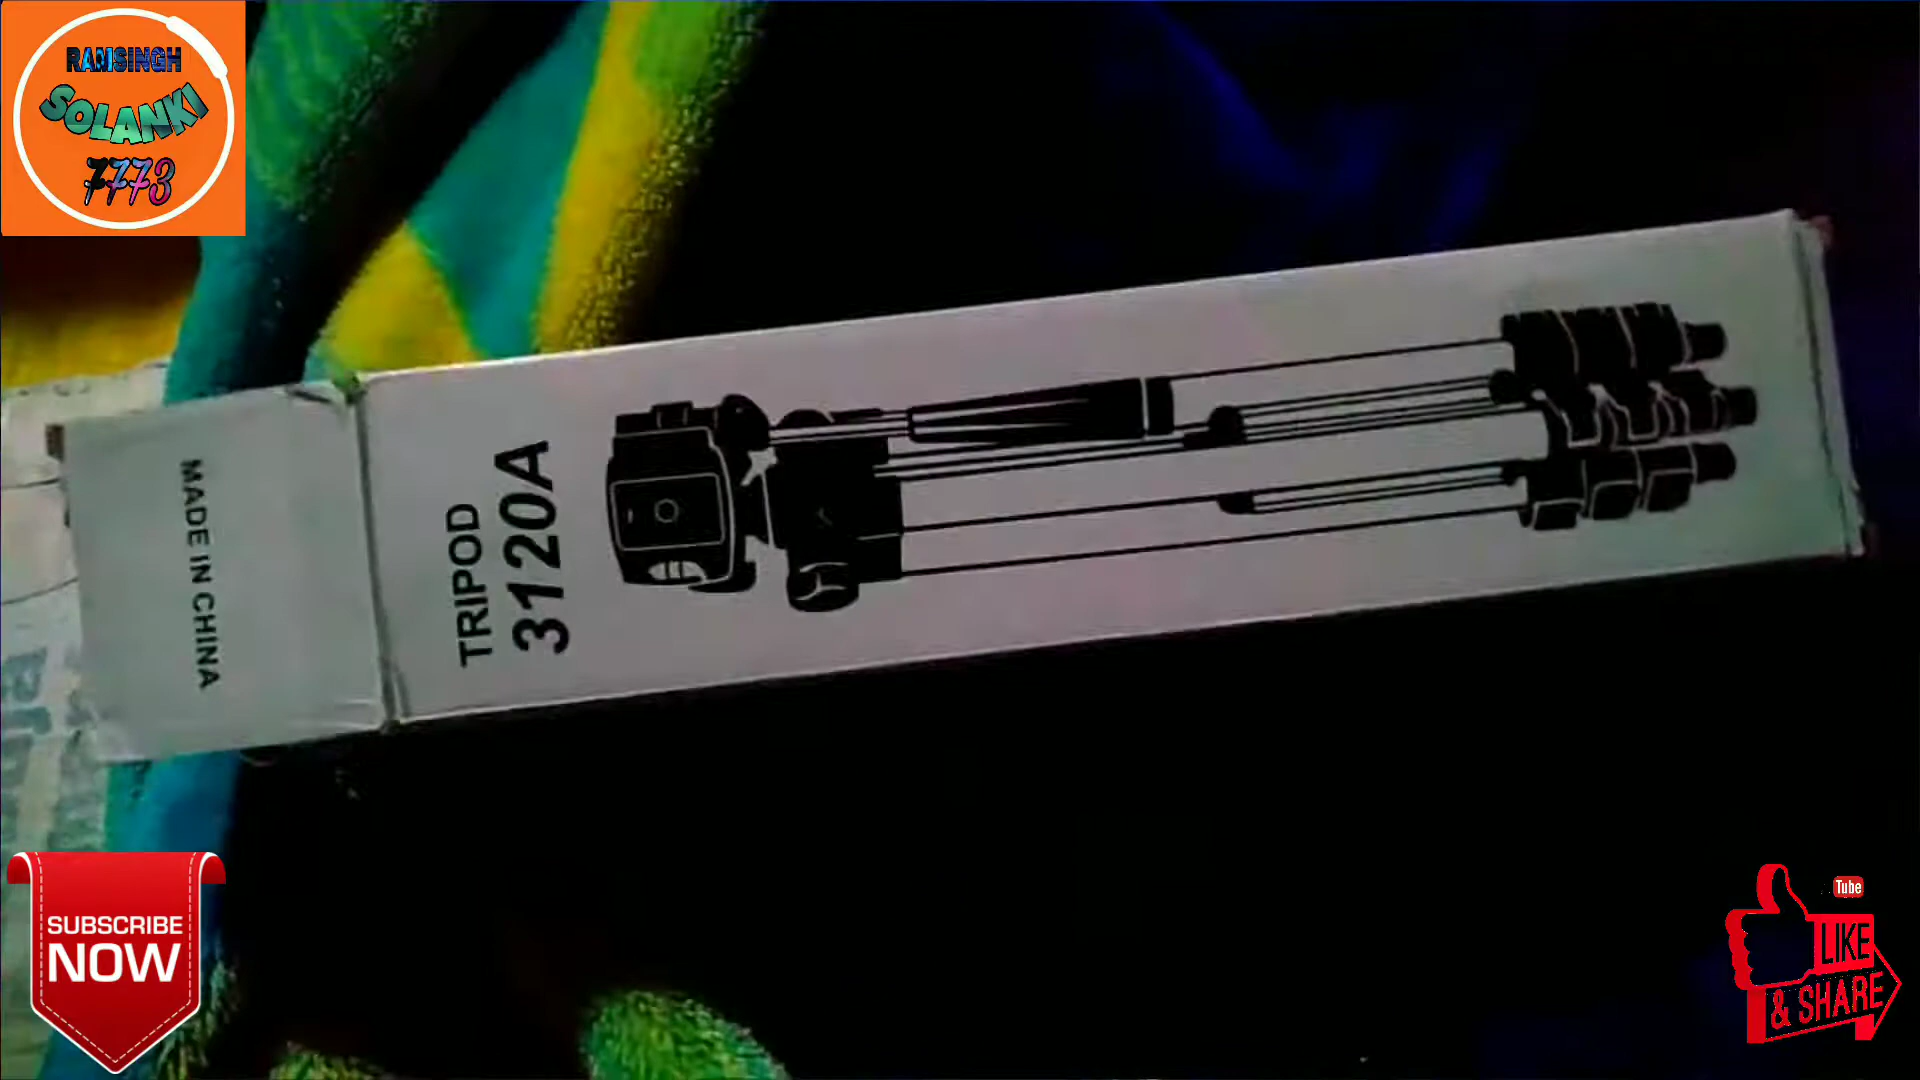 RAMSINGH
SOLANKI
7773
MADE IN CHINA
TRIPOD
3120A
SUBSCRIBE
NOW
Tube
LIKE
& SHARE